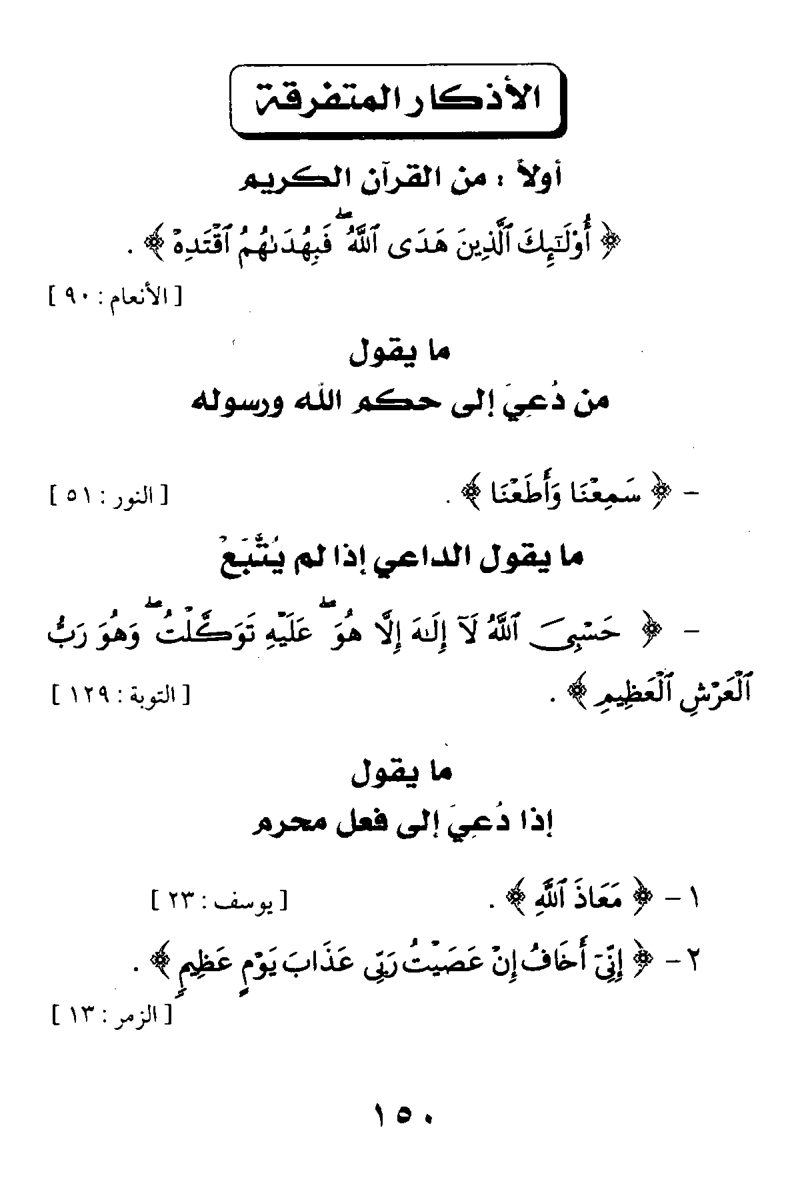 الأذكار المتفرقة
أولاً : من القرآن الكريم
﴿ أُوْلَـٰٓئِكَ ٱلَّذِينَ هَدَى ٱللَّهُ ۖ فَبِهُدَىٰهُمُ ٱقْتَدِهْ ﴾ .
[ الأنعام : ٩٠ ]
ما يقول
من دُعِيَ إلى حكم الله ورسوله
- ﴿ سَمِعْنَا وَأَطَعْنَا ﴾ . [ النور : ٥١ ]
ما يقول الداعي إذا لم يُتَّبَعْ
- ﴿ حَسْبِىَ ٱللَّهُ لَآ إِلَـٰهَ إِلَّا هُوَ ۖ عَلَيْهِ تَوَكَّلْتُ ۖ وَهُوَ رَبُّ
ٱلْعَرْشِ ٱلْعَظِيمِ ﴾ . [ التوبة : ١٢٩ ]
ما يقول
إذا دُعِيَ إلى فعل محرم
١ - ﴿ مَعَاذَ ٱللَّهِ ﴾ . [ يوسف : ٢٣ ]
٢ - ﴿ إِنِّىٓ أَخَافُ إِنْ عَصَيْتُ رَبِّى عَذَابَ يَوْمٍ عَظِيمٍ ﴾ .
[ الزمر : ١٣ ]
١٥٠